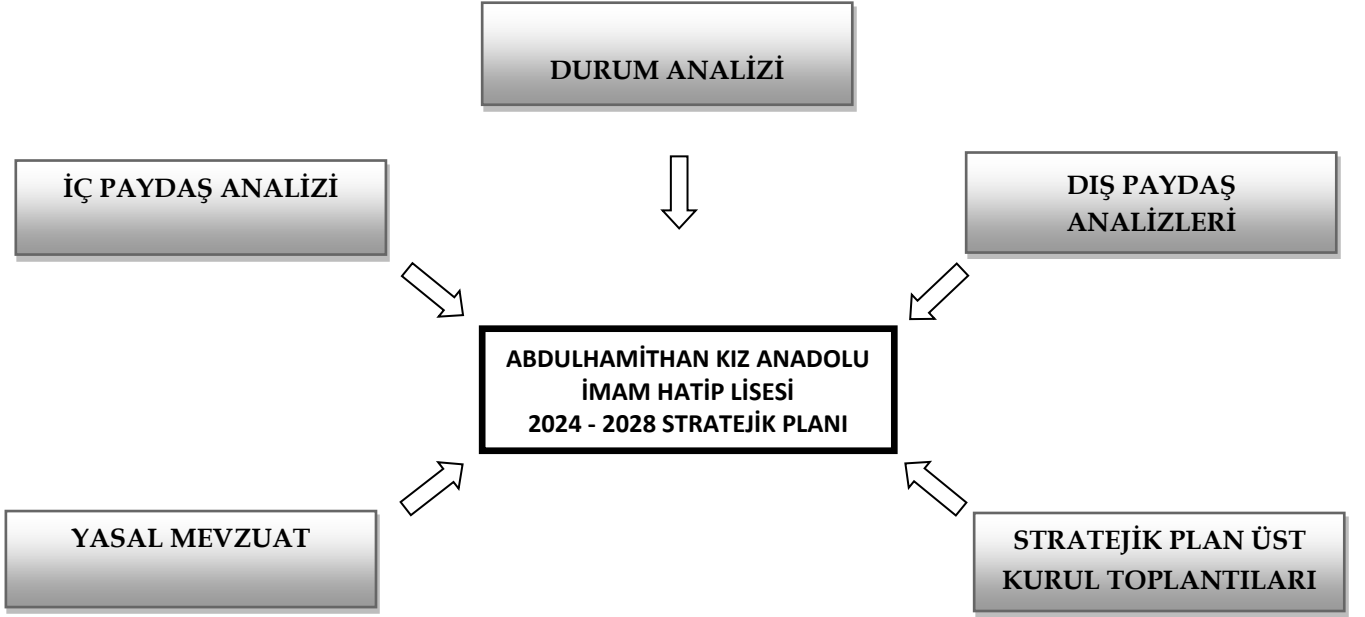 DURUM ANALİZİ
İÇ PAYDAŞ ANALİZİ
DIŞ PAYDAŞ
ANALİZLERİ
ABDULHAMİTHAN KIZ ANADOLU
İMAM HATİP LİSESİ
2024 - 2028 STRATEJİK PLANI
YASAL MEVZUAT
STRATEJİK PLAN ÜST
KURUL TOPLANTILARI